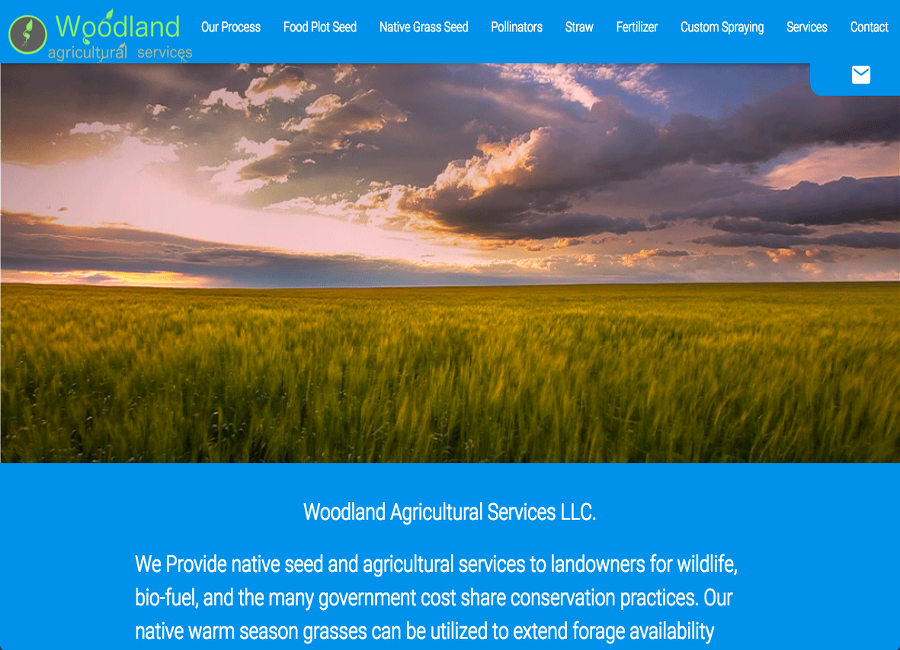 Woodland
agricultural services
Our Process Food Plot Seed Native Grass Seed Pollinators Straw Fertilizer Custom Spraying Services Contact
Woodland Agricultural Services LLC.
We Provide native seed and agricultural services to landowners for wildlife,
bio-fuel, and the many government cost share conservation practices. Our
native warm season grasses can be utilized to extend forage availability